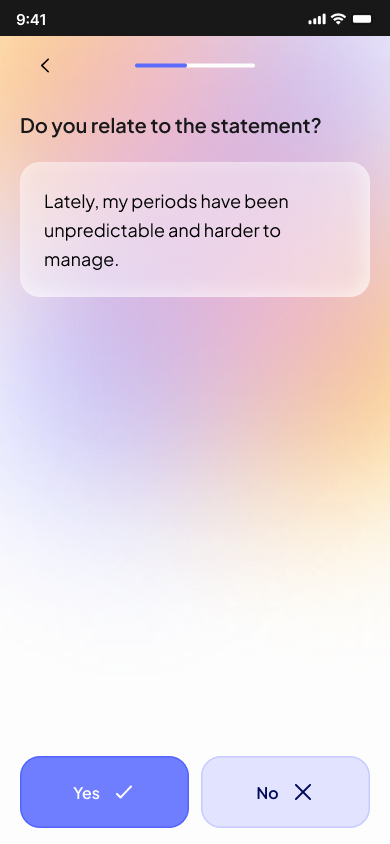 9:41
Do you relate to the statement?
Lately, my periods have been
unpredictable and harder to
manage.
Yes
No